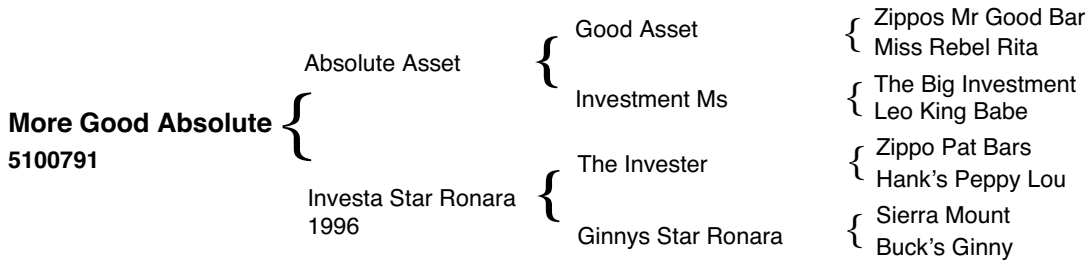 More Good Absolute
5100791
Absolute Asset
Investa Star Ronara
1996
Good Asset
Investment Ms
The Invester
Ginnys Star Ronara
Zippos Mr Good Bar
Miss Rebel Rita
The Big Investment
Leo King Babe
Zippo Pat Bars
Hank's Peppy Lou
Sierra Mount
Buck's Ginny